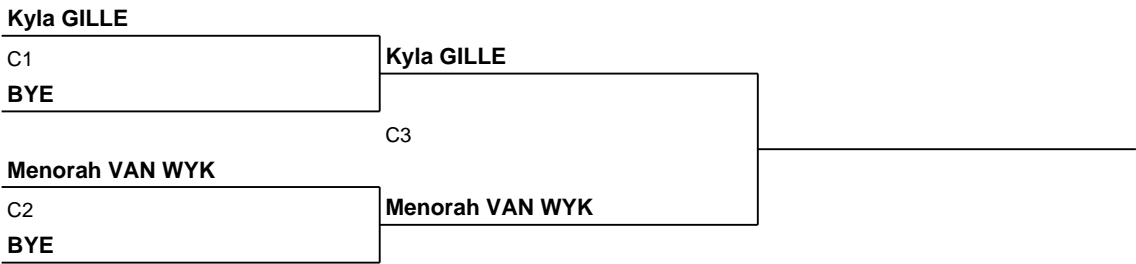 Kyla GILLE
C1
Kyla GILLE
BYE
C3
Menorah VAN WYK
C2
Menorah VAN WYK
BYE